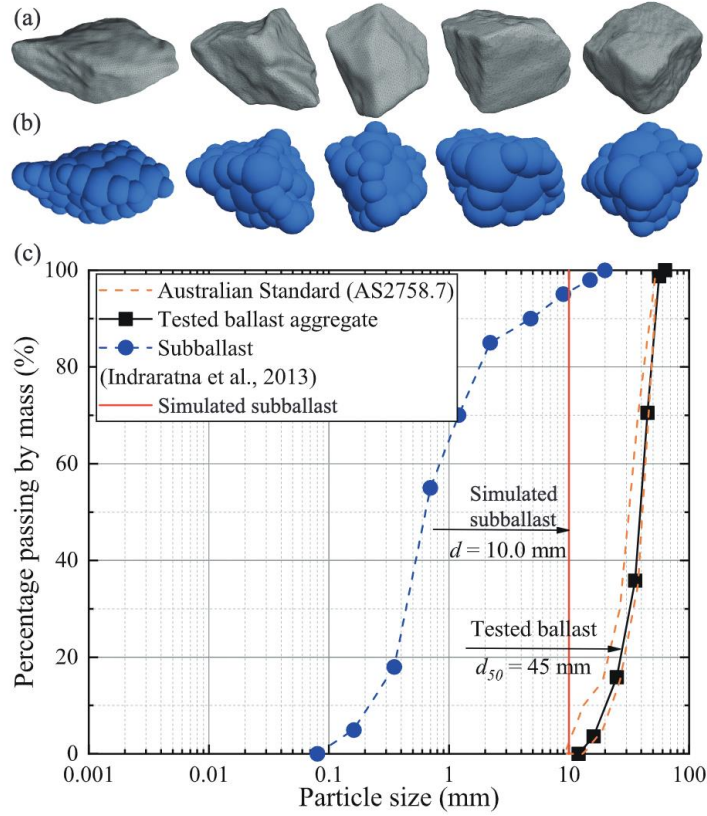 (a)
(b)
(c)
100
80
60
40
20
0
Percentage passing by mass (%)
Australian Standard (AS2758.7)
Tested ballast aggregate
Subballast
(Indraratna et al., 2013)
Simulated subballast
Simulated
subballast
d = 10.0 mm
Tested ballast
d50 = 45 mm
0.001
0.01
0.1
1
10
100
Particle size (mm)